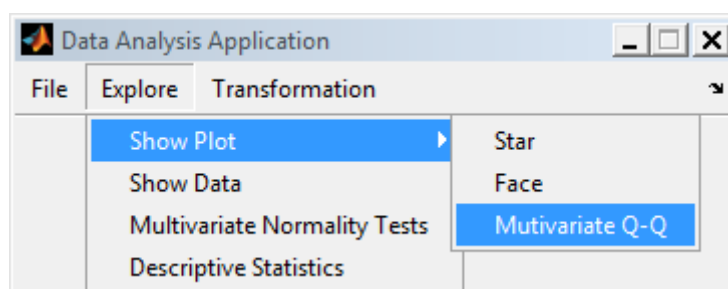 Data Analysis Application
File Explore Transformation
Show Plot
Show Data
Multivariate Normality Tests
Descriptive Statistics
Star
Face
Mutivariate Q-Q